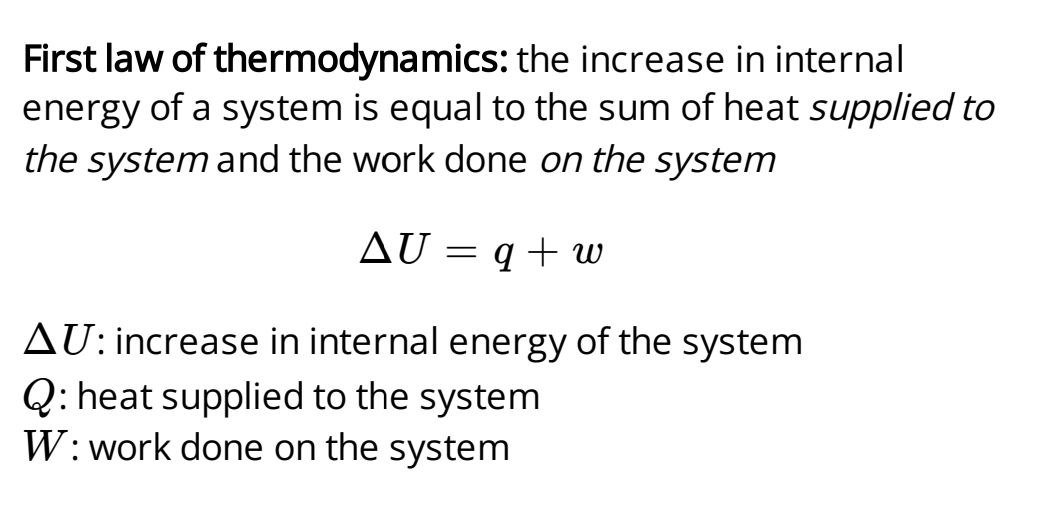 First law of thermodynamics: the increase in internal
energy of a system is equal to the sum of heat supplied to
the system and the work done on the system
ΔU = q + w
ΔU: increase in internal energy of the system
Q: heat supplied to the system
W: work done on the system